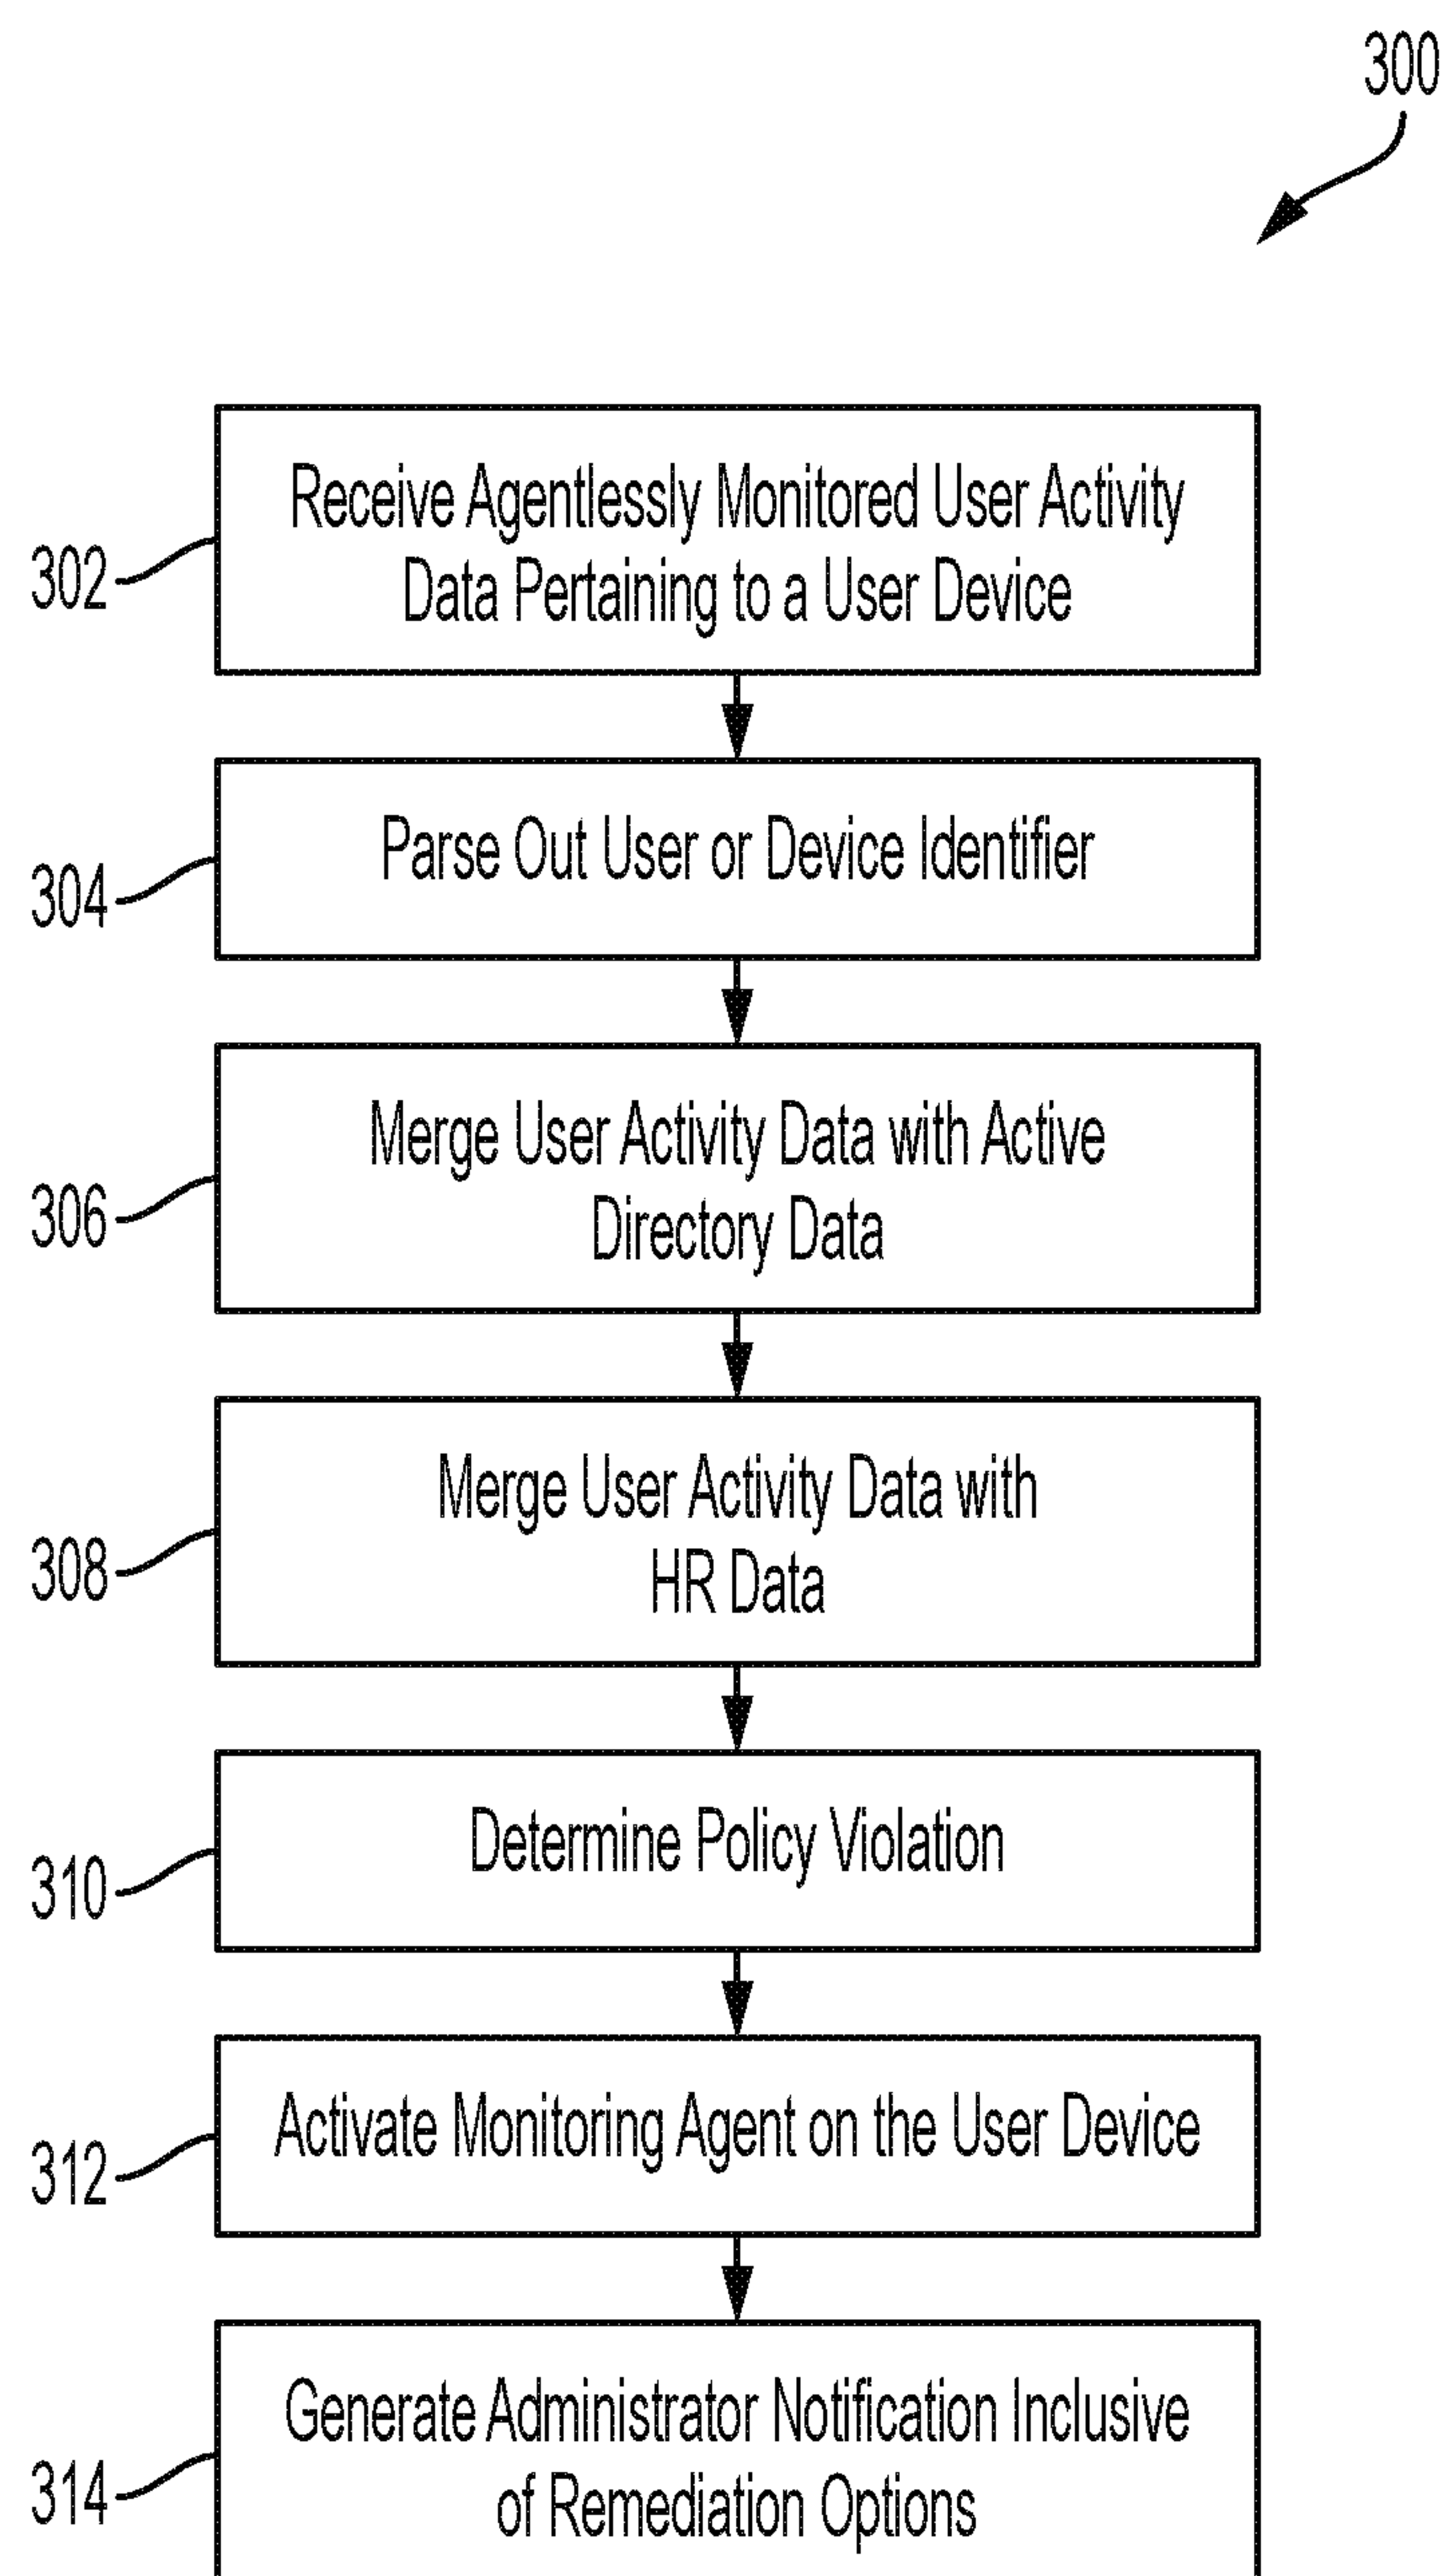 300
Receive Agentlessly Monitored User Activity
Data Pertaining to a User Device
302
Parse Out User or Device Identifier
304
Merge User Activity Data with Active
Directory Data
306
Merge User Activity Data with
HR Data
308
Determine Policy Violation
310
Activate Monitoring Agent on the User Device
312
Generate Administrator Notification Inclusive
of Remediation Options
314